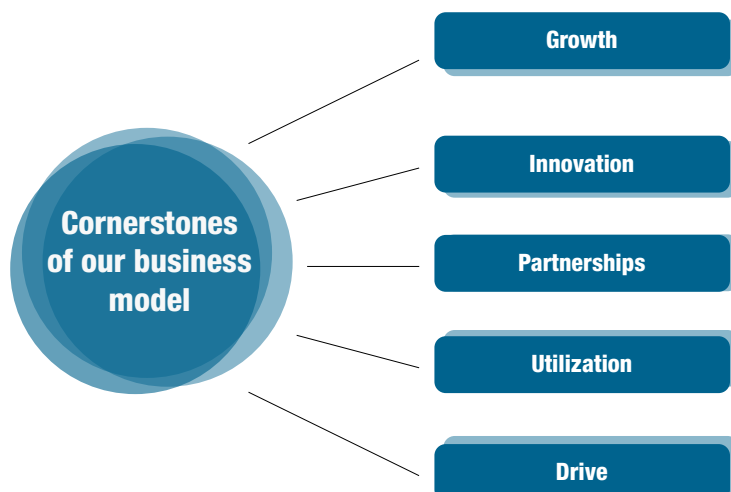 Cornerstones
of our business
model
Growth
Innovation
Partnerships
Utilization
Drive